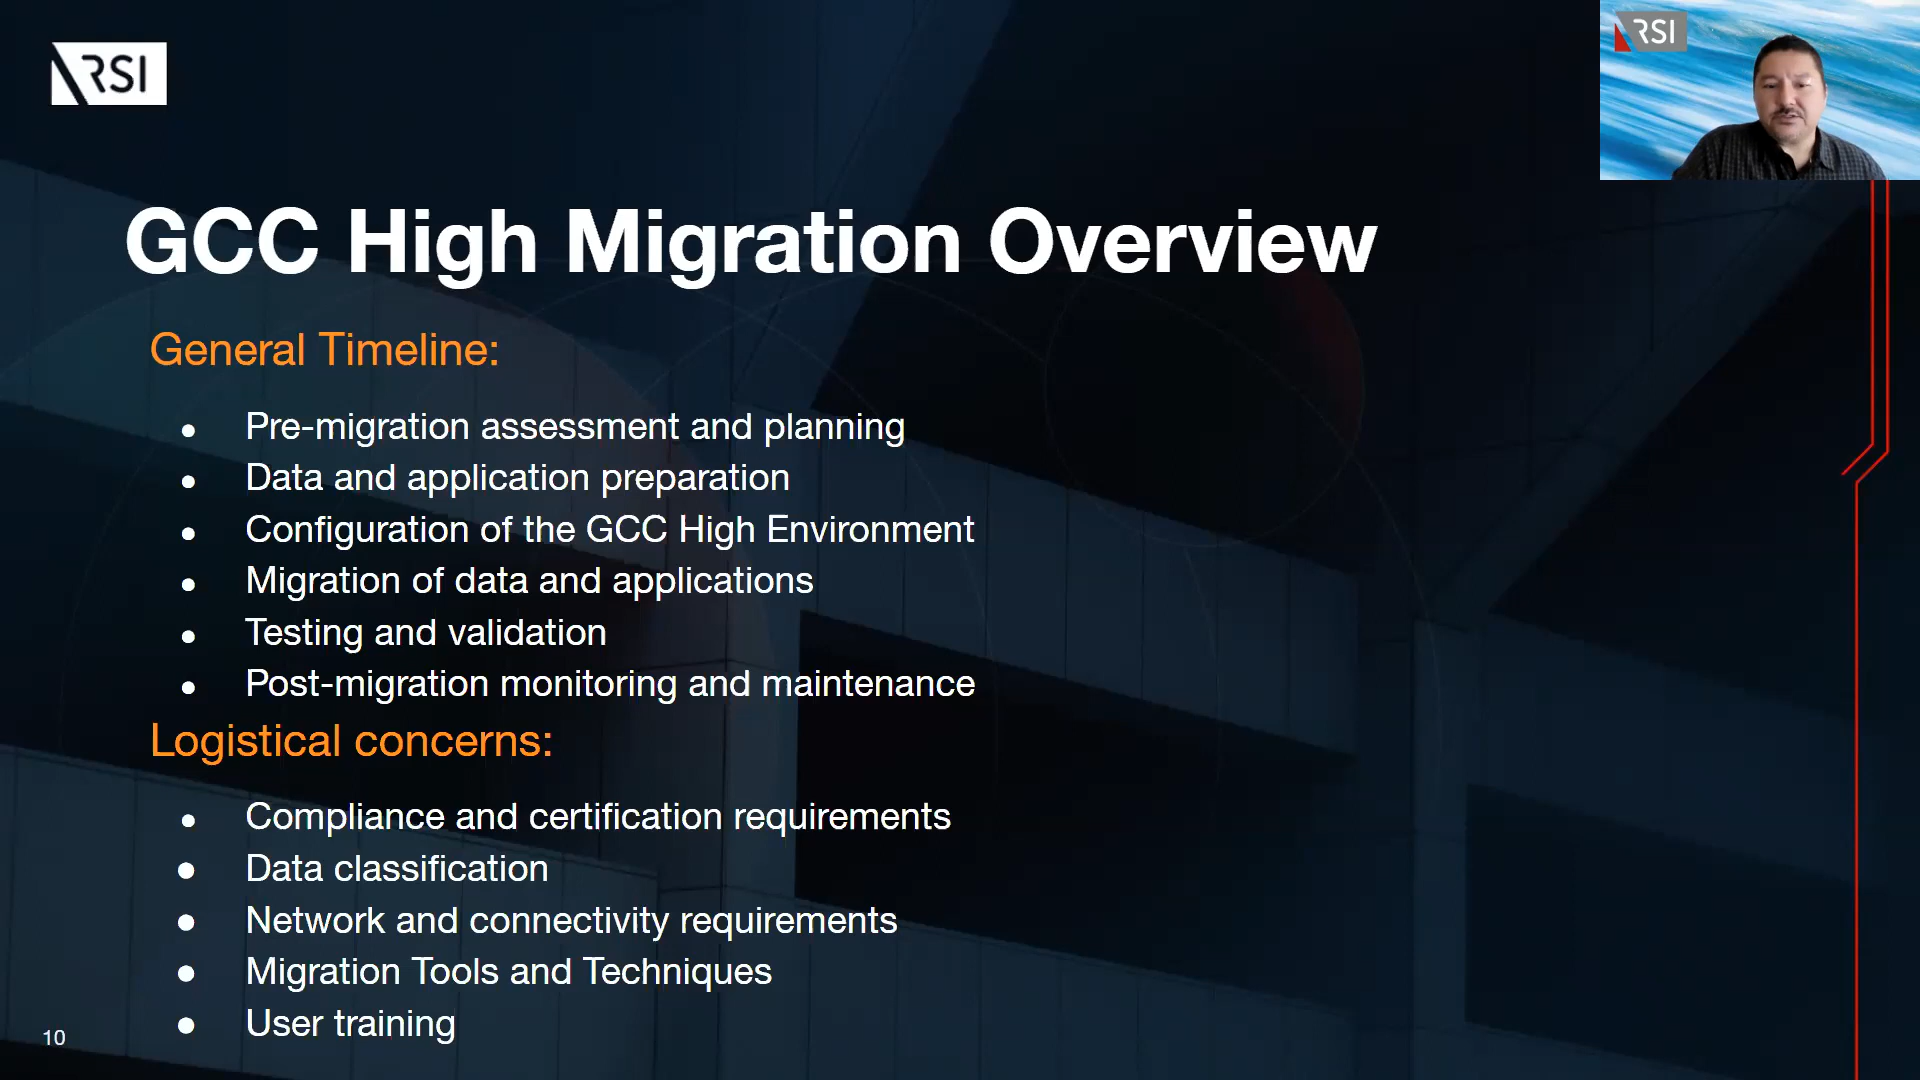 RSI
RSI
GCC High Migration Overview
General Timeline:
● Pre-migration assessment and planning
● Data and application preparation
● Configuration of the GCC High Environment
● Migration of data and applications
● Testing and validation
● Post-migration monitoring and maintenance
Logistical concerns:
● Compliance and certification requirements
● Data classification
● Network and connectivity requirements
● Migration Tools and Techniques
● User training
10